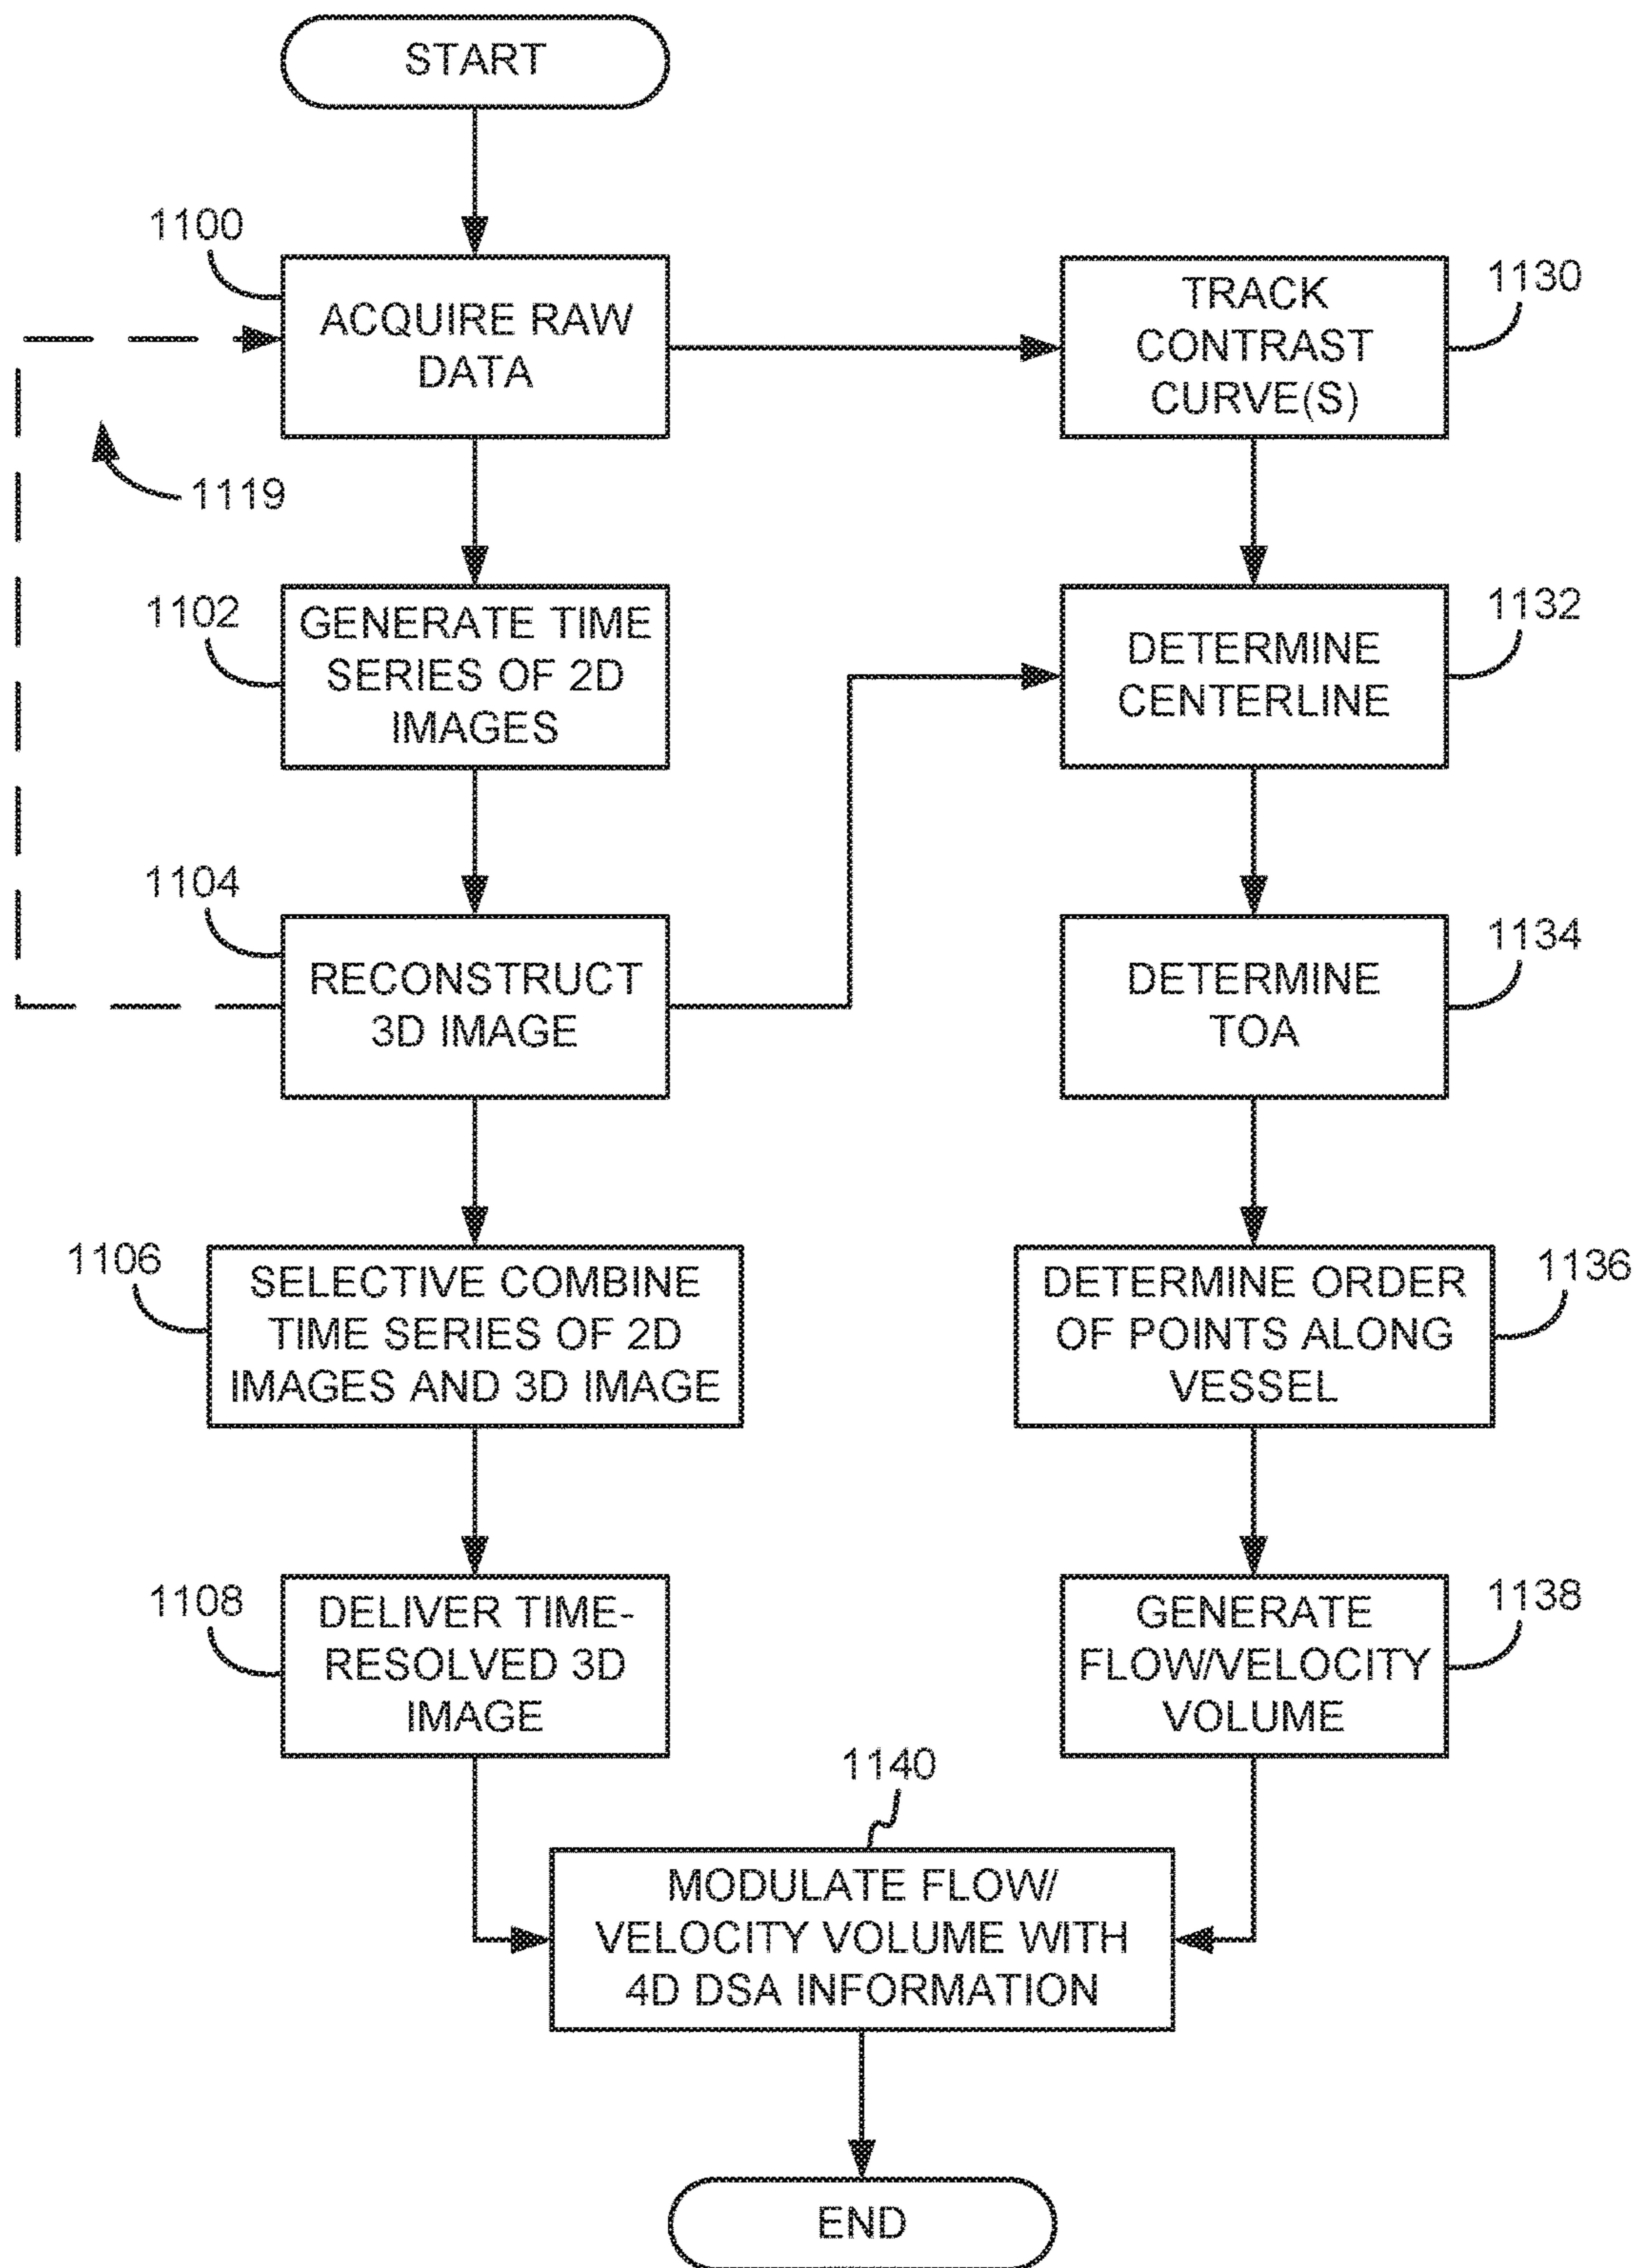 START
1100
ACQUIRE RAW
DATA
1119
1130
TRACK
CONTRAST
CURVE(S)
1102
GENERATE TIME
SERIES OF 2D
IMAGES
1132
DETERMINE
CENTERLINE
1104
RECONSTRUCT
3D IMAGE
1134
DETERMINE
TOA
1106
SELECTIVE COMBINE
TIME SERIES OF 2D
IMAGES AND 3D IMAGE
1136
DETERMINE ORDER
OF POINTS ALONG
VESSEL
1108
DELIVER TIME-
RESOLVED 3D
IMAGE
1138
GENERATE
FLOW/VELOCITY
VOLUME
1140
MODULATE FLOW/
VELOCITY VOLUME WITH
4D DSA INFORMATION
END